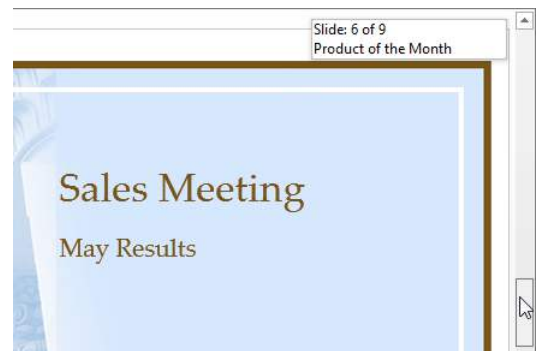 Slide: 6 of 9
Product of the Month
Sales Meeting
May Results